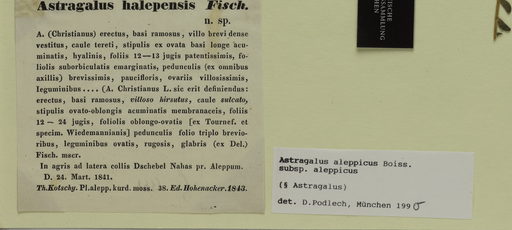 Astragalus halepensis Fisch.
n. sp.
A. (Christianus) erectus, basi ramosus, villo brevi dense
vestitus, caule tereti, stipulis ex ovata basi longe acu-
minatis, hyalinis, foliis 12—13 jugis patentissimis, fo-
liolis suborbiculatis emarginatis, pedunculis (ex omnibus
axillis) brevissimis, paucifloris, ovariis villosissimis,
leguminibus .... (A. Christianus L. sic erit definiendus:
erectus, basi ramosus, villoso hirsutus, caule sulcato,
stipulis ovato-oblongis acuminatis membranaceis, foliis
12 — 24 jugis, foliolis oblongo-ovatis [ex Tournef. et
specim. Wiedemannianis] pedunculis folio triplo brevio-
ribus, leguminibus ovatis, rugosis, glabris (ex Del.)
Fisch. mscr.
In agris ad latera collis Dschebel Nahas pr. Aleppum.
D. 24. Mart. 1841.
Th. Kotschy. Pl. alepp. kurd. moss. 38. Ed. Hohenacker. 1843.
SAMMLUNG
Astragalus aleppicus Boiss.
subsp. aleppicus
(§ Astragalus)
det. D.Podlech, München 1995